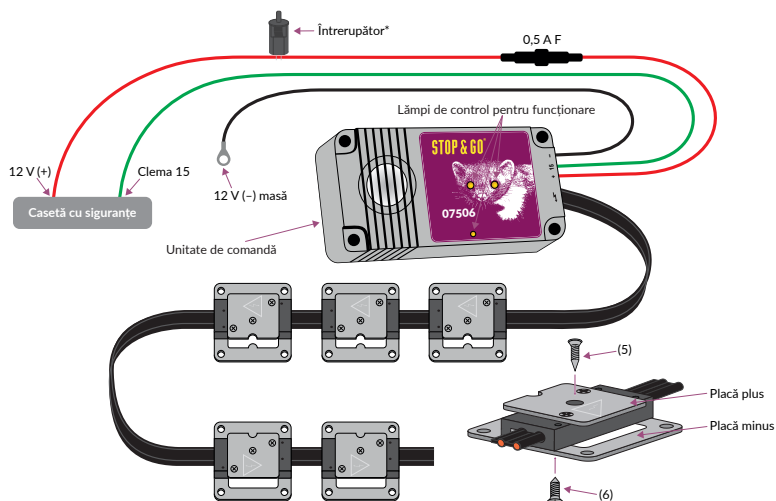 Întrerupător*
0,5 A F
Lămpi de control pentru funcționare
STOP & GO®
12 V (+)
Clema 15
12 V (–) masă
07506
15
+
–
Casetă cu siguranțe
Unitate de comandă
(5)
Placă plus
Placă minus
(6)